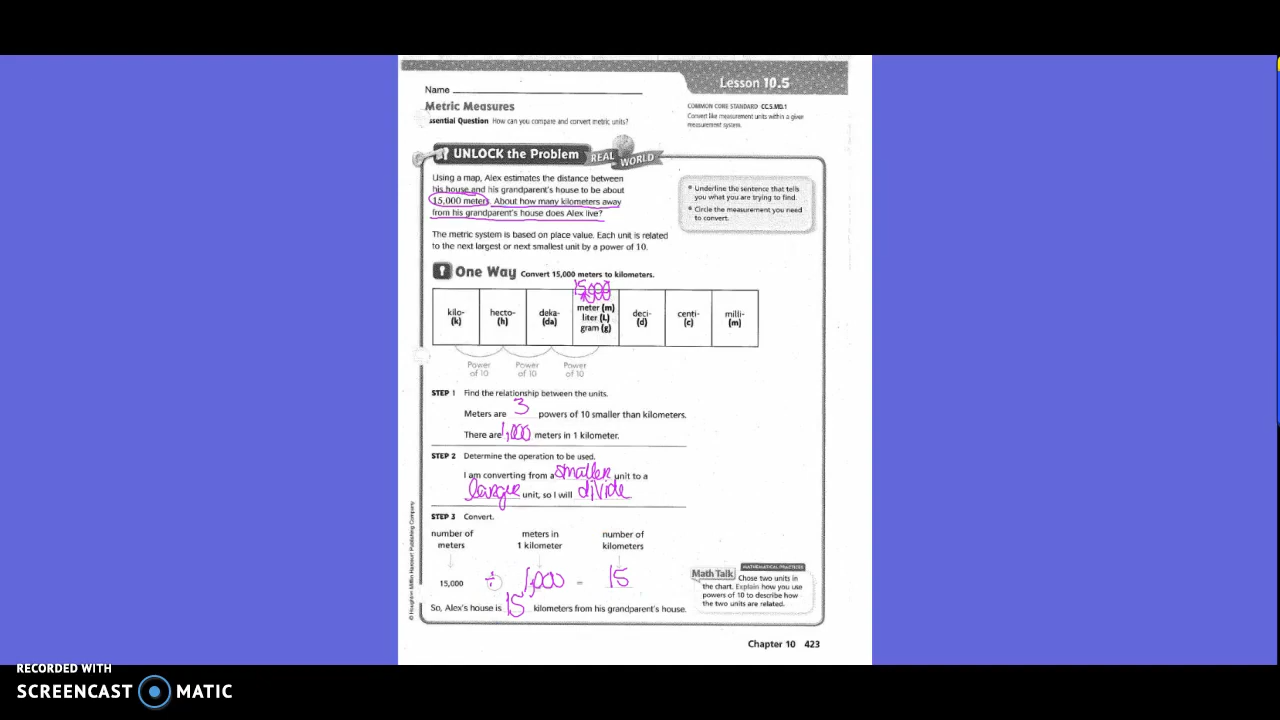 Lesson 10.5
Name
Metric Measures
COMMON CORE STANDARD CC.5.MD.1
Convert like measurement units within a given
measurement system.
ssential Question How can you compare and convert metric units?
UNLOCK the Problem REAL WORLD
Using a map, Alex estimates the distance between
his house and his grandparent's house to be about
15,000 meters. About how many kilometers away
from his grandparent's house does Alex live?
• Underline the sentence that tells
you what you are trying to find.
• Circle the measurement you need
to convert.
The metric system is based on place value. Each unit is related
to the next largest or next smallest unit by a power of 10.
One Way Convert 15,000 meters to kilometers.
15,000
kilo- (k) hecto- (h) deka- (da) meter (m) liter (L) gram (g) deci- (d) centi- (c) milli- (m)
Power of 10 Power of 10 Power of 10
STEP 1 Find the relationship between the units.
Meters are 3 powers of 10 smaller than kilometers.
There are 1,000 meters in 1 kilometer.
STEP 2 Determine the operation to be used.
I am converting from a smaller unit to a
larger unit, so I will divide
STEP 3 Convert.
number of meters meters in 1 kilometer number of kilometers
15,000 ÷ 1,000 = 15
So, Alex's house is 15 kilometers from his grandparent's house.
Math Talk MATHEMATICAL PRACTICES
Chose two units in
the chart. Explain how you use
powers of 10 to describe how
the two units are related.
© Houghton Mifflin Harcourt Publishing Company
Chapter 10 423
RECORDED WITH
SCREENCAST MATIC